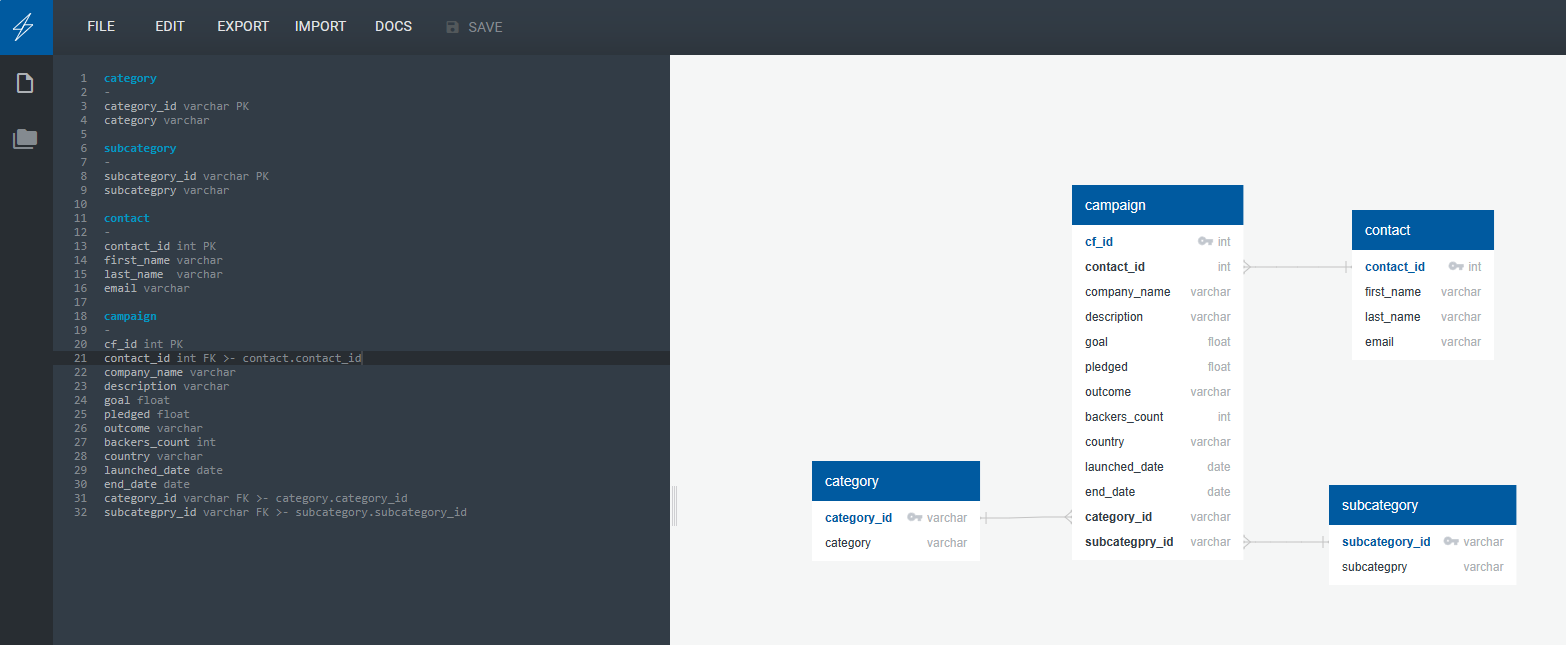 FILE EDIT EXPORT IMPORT DOCS SAVE
1 category
2 -
3 category_id varchar PK
4 category varchar
5
6 subcategory
7 -
8 subcategory_id varchar PK
9 subcategpry varchar
10
11 contact
12 -
13 contact_id int PK
14 first_name varchar
15 last_name  varchar
16 email varchar
17
18 campaign
19 -
20 cf_id int PK
21 contact_id int FK >- contact.contact_id
22 company_name varchar
23 description varchar
24 goal float
25 pledged float
26 outcome varchar
27 backers_count int
28 country varchar
29 launched_date date
30 end_date date
31 category_id varchar FK >- category.category_id
32 subcategpry_id varchar FK >- subcategory.subcategory_id
campaign
cf_id int
contact_id int
company_name varchar
description varchar
goal float
pledged float
outcome varchar
backers_count int
country varchar
launched_date date
end_date date
category_id varchar
subcategpry_id varchar
contact
contact_id int
first_name varchar
last_name varchar
email varchar
category
category_id varchar
category varchar
subcategory
subcategory_id varchar
subcategpry varchar